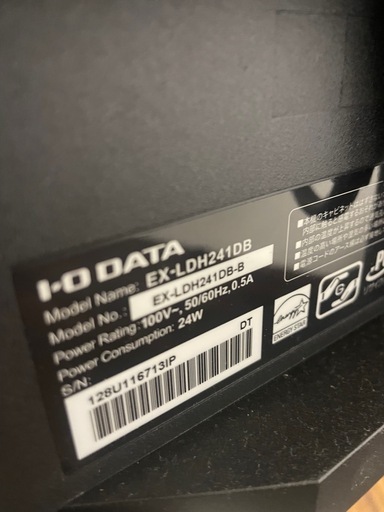 I-O DATA
Model Name: EX-LDH241DB
Model No.: EX-LDH241DB-B
Power Rating: 100V~, 50/60Hz, 0.5A
Power Consumption: 24W
S/N:
DT
128U116713IP
ENERGY STAR
G